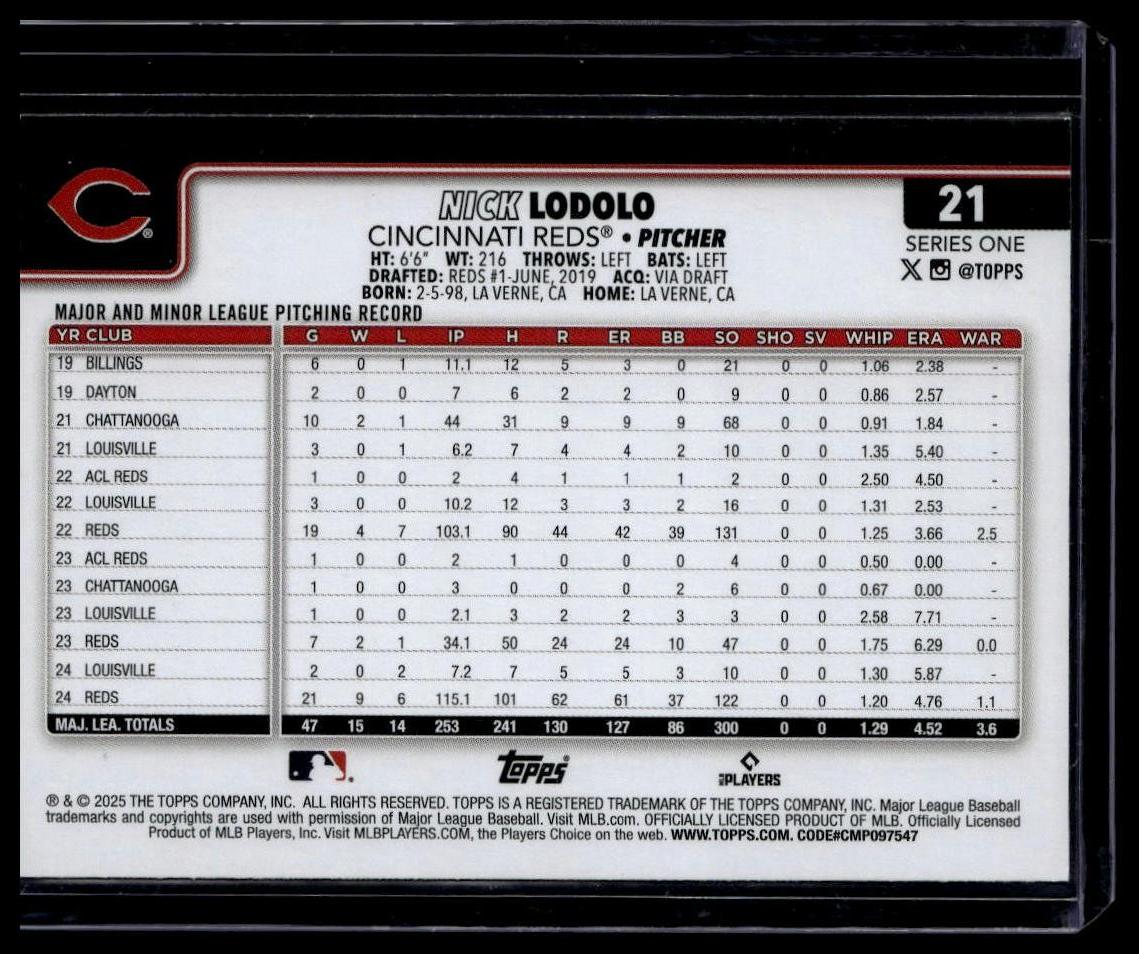 C®
NICK LODOLO
21
CINCINNATI REDS® • PITCHER
SERIES ONE
HT: 6'6" WT: 216 THROWS: LEFT BATS: LEFT
X @TOPPS
DRAFTED: REDS #1-JUNE, 2019 ACQ: VIA DRAFT
BORN: 2-5-98, LA VERNE, CA HOME: LA VERNE, CA
MAJOR AND MINOR LEAGUE PITCHING RECORD
YR CLUB G W L IP H R ER BB SO SHO SV WHIP ERA WAR
19 BILLINGS 6 0 1 11.1 12 5 3 0 21 0 0 1.06 2.38 -
19 DAYTON 2 0 0 7 6 2 2 0 9 0 0 0.86 2.57 -
21 CHATTANOOGA 10 2 1 44 31 9 9 9 68 0 0 0.91 1.84 -
21 LOUISVILLE 3 0 1 6.2 7 4 4 2 10 0 0 1.35 5.40 -
22 ACL REDS 1 0 0 2 4 1 1 1 2 0 0 2.50 4.50 -
22 LOUISVILLE 3 0 0 10.2 12 3 3 2 16 0 0 1.31 2.53 -
22 REDS 19 4 7 103.1 90 44 42 39 131 0 0 1.25 3.66 2.5
23 ACL REDS 1 0 0 2 1 0 0 0 4 0 0 0.50 0.00 -
23 CHATTANOOGA 1 0 0 3 0 0 0 2 6 0 0 0.67 0.00 -
23 LOUISVILLE 1 0 0 2.1 3 2 2 3 3 0 0 2.58 7.71 -
23 REDS 7 2 1 34.1 50 24 24 10 47 0 0 1.75 6.29 0.0
24 LOUISVILLE 2 0 2 7.2 7 5 5 3 10 0 0 1.30 5.87 -
24 REDS 21 9 6 115.1 101 62 61 37 122 0 0 1.20 4.76 1.1
MAJ. LEA. TOTALS 47 15 14 253 241 130 127 86 300 0 0 1.29 4.52 3.6
topps
PLAYERS
® & © 2025 THE TOPPS COMPANY, INC. ALL RIGHTS RESERVED. TOPPS IS A REGISTERED TRADEMARK OF THE TOPPS COMPANY, INC. Major League Baseball
trademarks and copyrights are used with permission of Major League Baseball. Visit MLB.com. OFFICIALLY LICENSED PRODUCT OF MLB. Officially Licensed
Product of MLB Players, Inc. Visit MLBPLAYERS.COM, the Players Choice on the web. WWW.TOPPS.COM. CODE#CMP097547